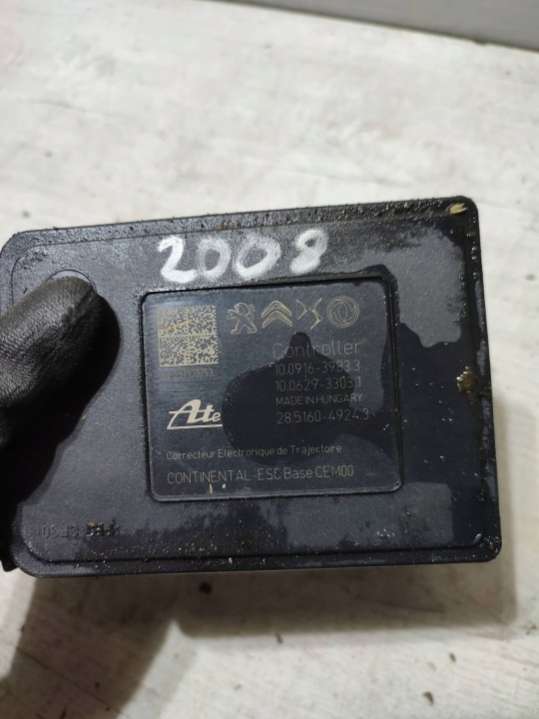 2008
Controller
10.0916-3983.3
10.0629-3303.1
MADE IN HUNGARY
28.5160-4924.3
Ate
Correcteur Electronique de Trajectoire
CONTINENTAL-ESC Base CEM00